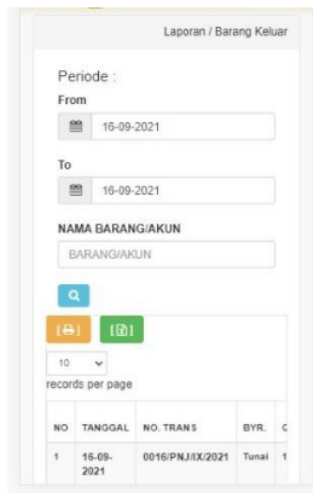 Laporan / Barang Keluar
Periode :
From
16-09-2021
To
16-09-2021
NAMA BARANG/AKUN
BARANG/AKUN
[ ] [ ]
10
records per page
NO TANGGAL NO. TRANS BYR.
1 16-09-2021 0016/PNJ/IX/2021 Tunai 1